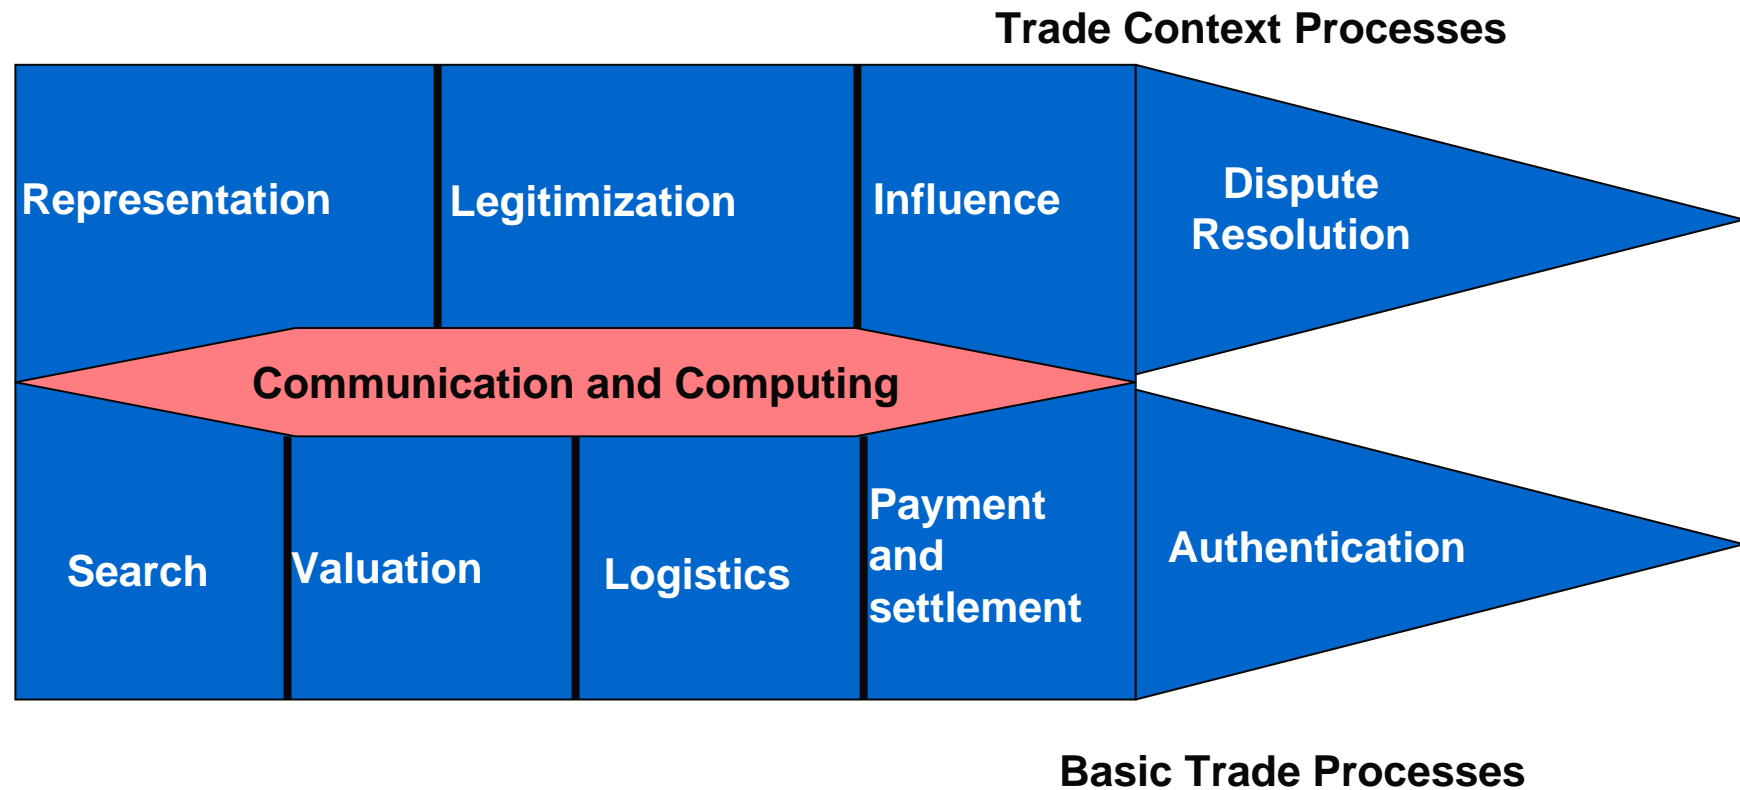 Trade Context Processes
Representation
Legitimization
Influence
Dispute
Resolution
Communication and Computing
Search
Valuation
Logistics
Payment
and
settlement
Authentication
Basic Trade Processes